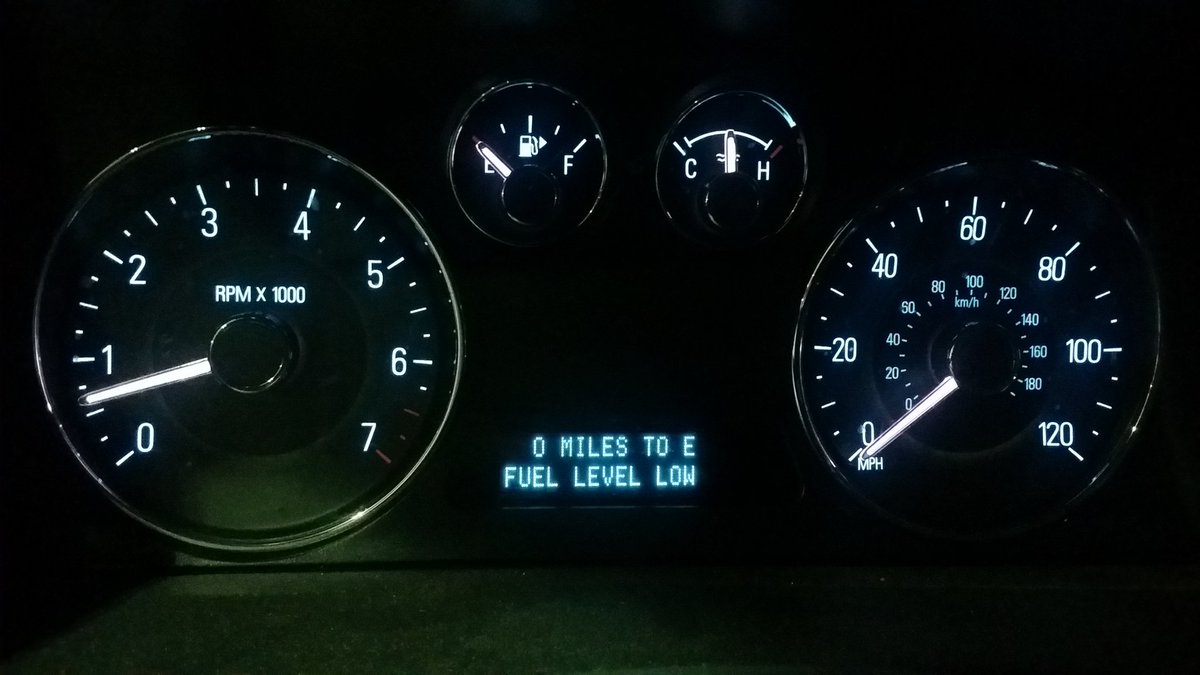 E F
C H
0 1 2 3 4 5 6 7
RPM X 1000
0 20 40 60 80 100 120
MPH
0 20 40 60 80 100 120 140 160 180
km/h
0 MILES TO E
FUEL LEVEL LOW